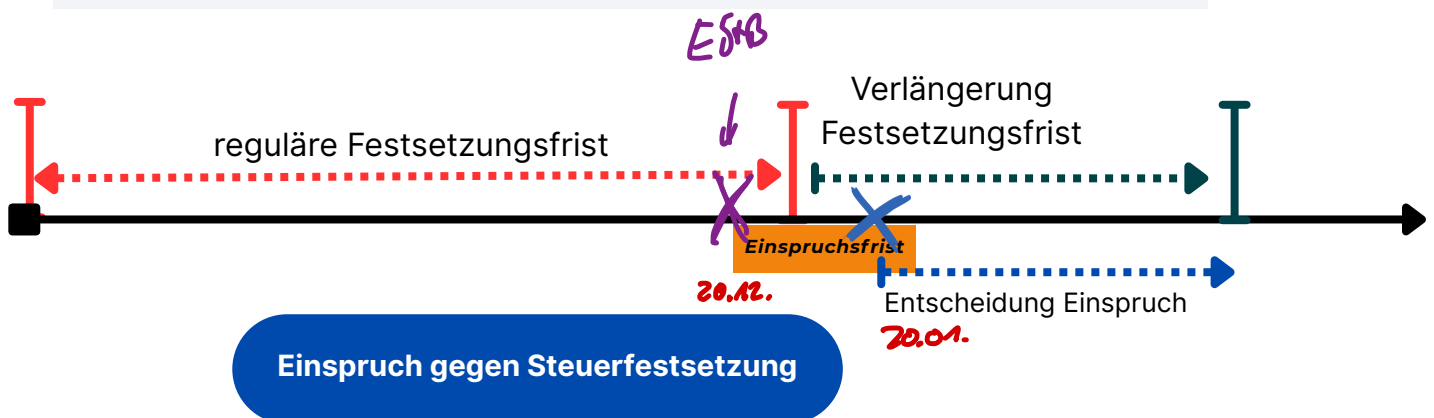 EStB
Verlängerung
Festsetzungsfrist
reguläre Festsetzungsfrist
Einspruchsfrist
20.12.
Entscheidung Einspruch
20.01.
Einspruch gegen Steuerfestsetzung